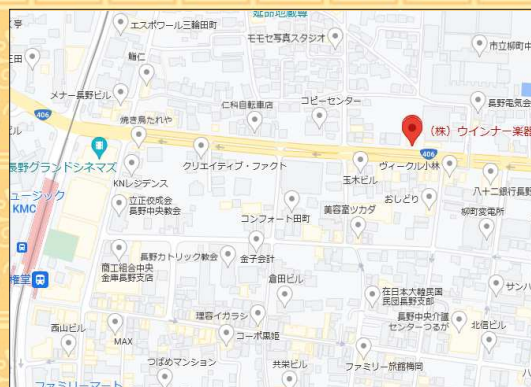 エスポワール三輪田町
モモセ写真スタジオ
市立柳町中
三田
鮨仁
メナー長野ビル
長野電気会
仁科自転車店
コピーセンター
406
焼き鳥たれや
(株) ウインナー楽器
長野グランドシネマズ
クリエイティブ・ファクト
406
ヴィークル小林
KNレジデンス
玉木ビル
おしどり
八十二銀行長野
ュージック
KMC
立正佼成会
長野中央教会
コンフォート田町
美容室ツカダ
柳町変電所
長野カトリック教会
金子会計
権堂
商工組合中央
金庫長野支店
倉田ビル
在日本大韓民国
民団長野支部
サンハ
長野中央介護
センターつるが
北信ビル
理容イガラシ
コーポ黒姫
西山ビル
MAX
つばめマンション
共栄ビル
ファミリー旅館梅岡
ファミリーマート